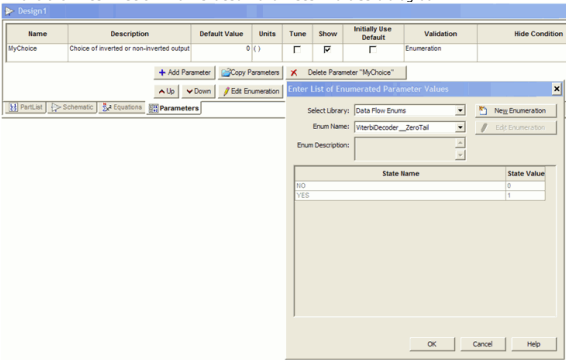 Design1
Name Description Default Value Units Tune Show Initially Use Default Validation Hide Condition
MyChoice Choice of inverted or non-inverted output 0 ( ) Enumeration
+ Add Parameter Copy Parameters Delete Parameter "MyChoice"
Up Down Edit Enumeration
PartList Schematic Equations Parameters
Enter List of Enumerated Parameter Values
Select Library: Data Flow Enums New Enumeration
Enum Name: ViterbiDecoder__ZeroTail Edit Enumeration
Enum Description:
State Name State Value
NO 0
YES 1
OK Cancel Help